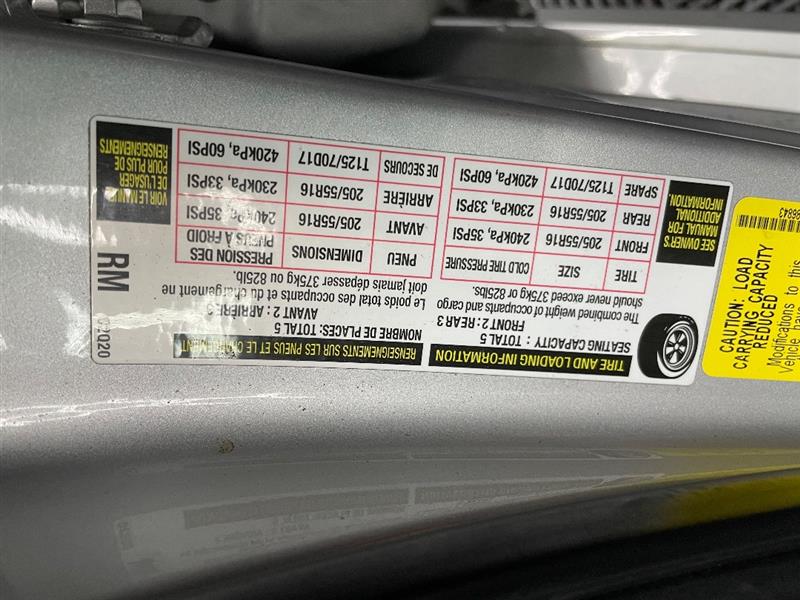 TIRE AND LOADING INFORMATION
SEATING CAPACITY : TOTAL 5
FRONT 2 : REAR 3
The combined weight of occupants and cargo
should never exceed 375kg or 825lbs.
TIRE SIZE COLD TIRE PRESSURE
FRONT 205/55R16 240kPa, 35PSI
REAR 205/55R16 230kPa, 33PSI
SPARE T125/70D17 420kPa, 60PSI
SEE OWNER'S
MANUAL FOR
ADDITIONAL
INFORMATION.
RENSEIGNEMENTS SUR LES PNEUS ET LE CHARGEMENT
NOMBRE DE PLACES: TOTAL 5
AVANT 2 : ARRIÈRE 3
Le poids total des occupants et du chargement ne
doit jamais dépasser 375kg ou 825lb.
PNEU DIMENSIONS PRESSION DES PNEUS À FROID
AVANT 205/55R16 240kPa, 35PSI
ARRIÈRE 205/55R16 230kPa, 33PSI
DE SECOURS T125/70D17 420kPa, 60PSI
VOIR LE
DE L'USAGER
POUR PLUS DE
RENSEIGNEMENTS
RM
CAUTION: LOAD
CARRYING CAPACITY
REDUCED
Modifications to this
Vehicle have